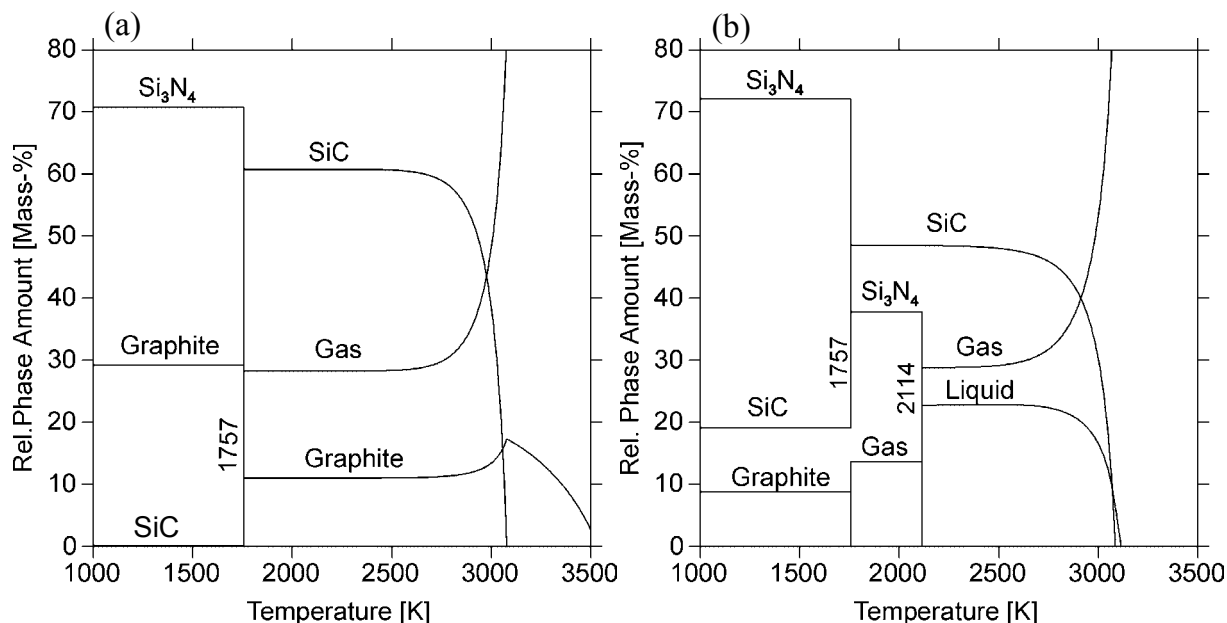 (a)
Rel.Phase Amount [Mass-%]
80
70
60
50
40
30
20
10
0
Si₃N₄
SiC
Graphite
Gas
1757
Graphite
SiC
1000 1500 2000 2500 3000 3500
Temperature [K]
(b)
Rel.Phase Amount [Mass-%]
80
70
60
50
40
30
20
10
0
Si₃N₄
SiC
Si₃N₄
1757
2114
Gas
Liquid
SiC
Gas
Graphite
1000 1500 2000 2500 3000 3500
Temperature [K]